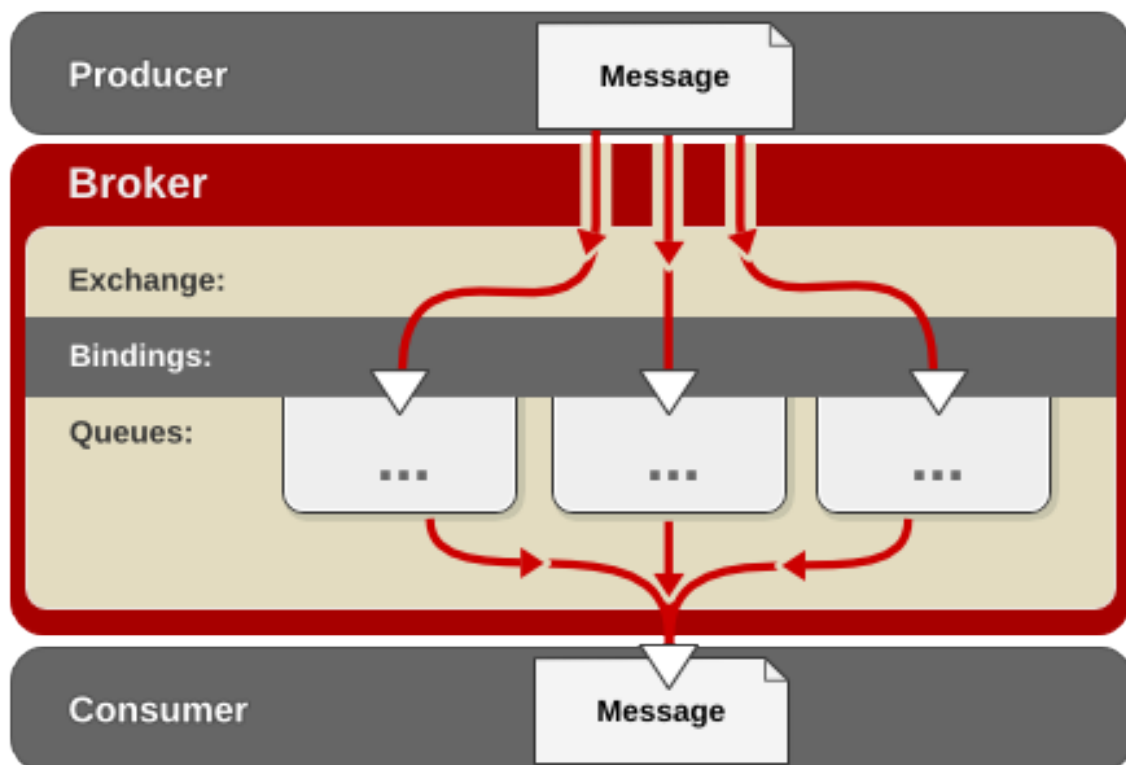 Producer
Message
Broker
Exchange:
Bindings:
Queues:
...
...
...
Consumer
Message